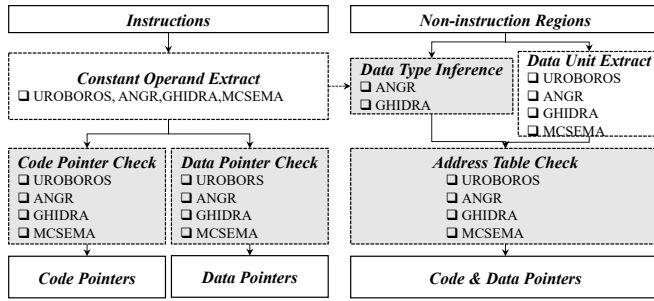 Instructions
Constant Operand Extract
❑ UROBOROS, ANGR,GHIDRA,MCSEMA
Code Pointer Check
❑ UROBOROS
❑ ANGR
❑ GHIDRA
❑ MCSEMA
Data Pointer Check
❑ UROBORS
❑ ANGR
❑ GHIDRA
❑ MCSEMA
Code Pointers
Data Pointers
Non-instruction Regions
Data Type Inference
❑ ANGR
❑ GHIDRA
Data Unit Extract
❑ UROBOROS
❑ ANGR
❑ GHIDRA
❑ MCSEMA
Address Table Check
❑ UROBOROS
❑ ANGR
❑ GHIDRA
❑ MCSEMA
Code & Data Pointers